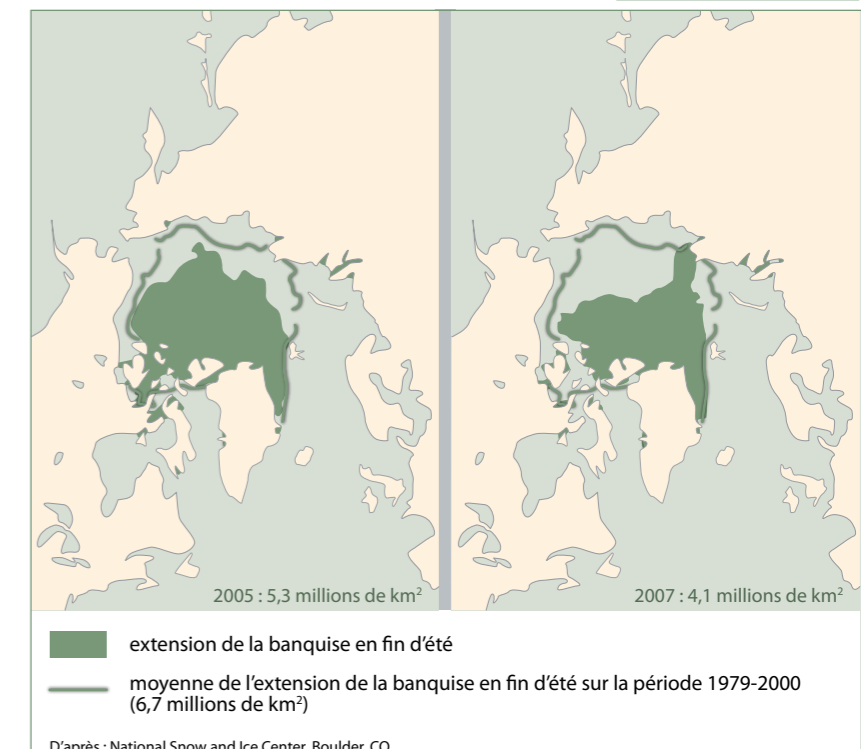 2005 : 5,3 millions de km²
2007 : 4,1 millions de km²
extension de la banquise en fin d'été
moyenne de l'extension de la banquise en fin d'été sur la période 1979-2000
(6,7 millions de km²)
D'après : National Snow and Ice Center, Boulder, CO